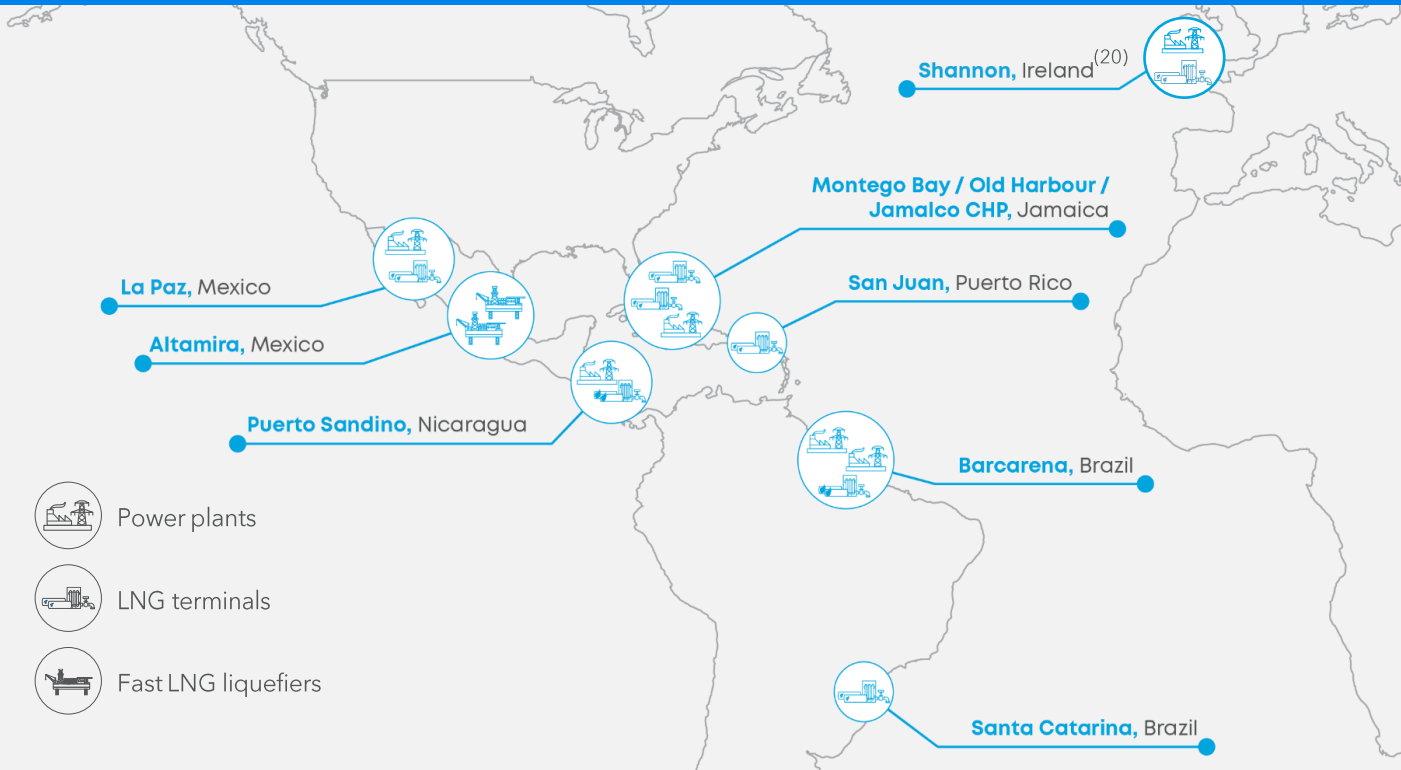 Shannon, Ireland(20)
Montego Bay / Old Harbour /
Jamalco CHP, Jamaica
La Paz, Mexico
San Juan, Puerto Rico
Altamira, Mexico
Puerto Sandino, Nicaragua
Barcarena, Brazil
Power plants
LNG terminals
Fast LNG liquefiers
Santa Catarina, Brazil